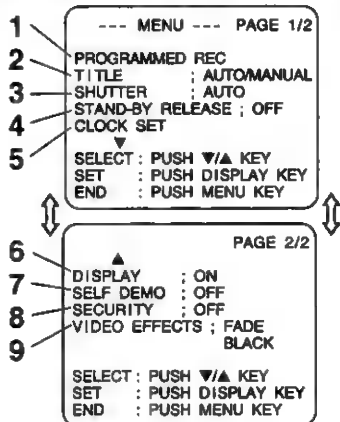 --- MENU --- PAGE 1/2
1 PROGRAMMED REC
2 TITLE ; AUTO/MANUAL
3 SHUTTER ; AUTO
4 STAND-BY RELEASE ; OFF
5 CLOCK SET
▼
SELECT : PUSH ▼/▲ KEY
SET : PUSH DISPLAY KEY
END : PUSH MENU KEY
PAGE 2/2
▲
6 DISPLAY ; ON
7 SELF DEMO ; OFF
8 SECURITY ; OFF
9 VIDEO EFFECTS ; FADE
BLACK
SELECT : PUSH ▼/▲ KEY
SET : PUSH DISPLAY KEY
END : PUSH MENU KEY